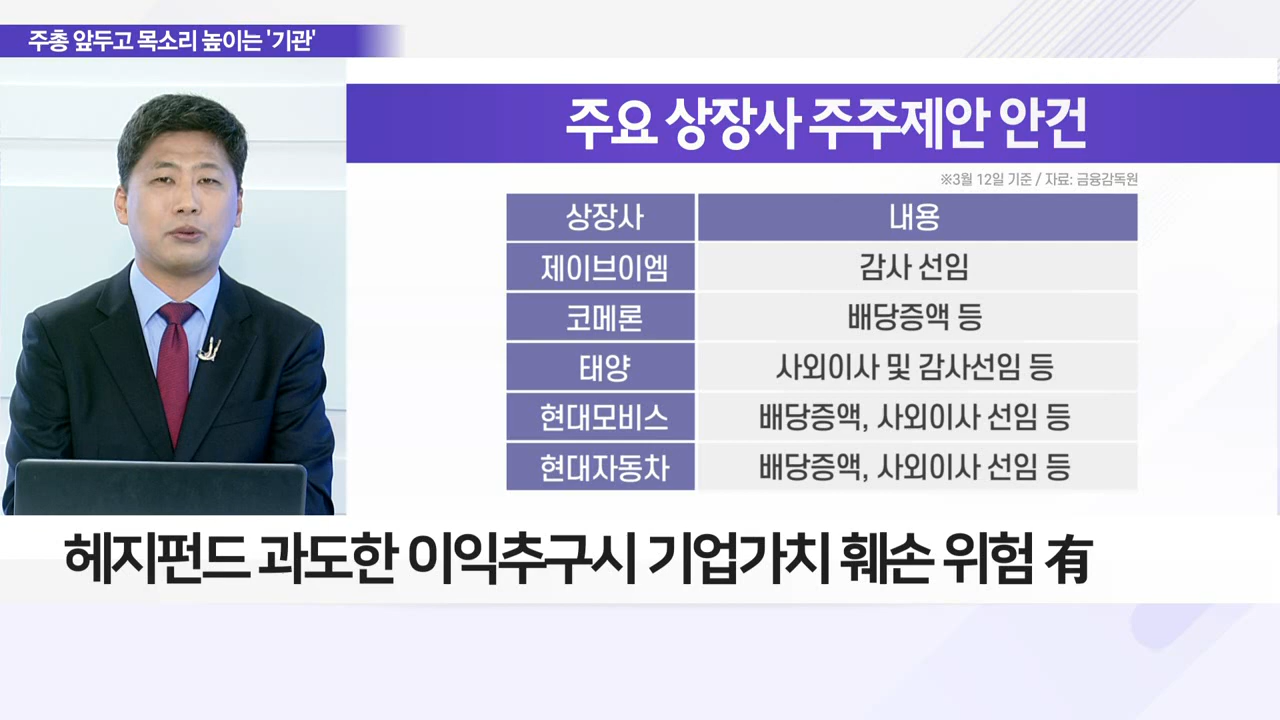 주총 앞두고 목소리 높이는 '기관'
주요 상장사 주주제안 안건
※3월 12일 기준 / 자료: 금융감독원
상장사 내용
제이브이엠 감사 선임
코메론 배당증액 등
태양 사외이사 및 감사선임 등
현대모비스 배당증액, 사외이사 선임 등
현대자동차 배당증액, 사외이사 선임 등
헤지펀드 과도한 이익추구시 기업가치 훼손 위험 有